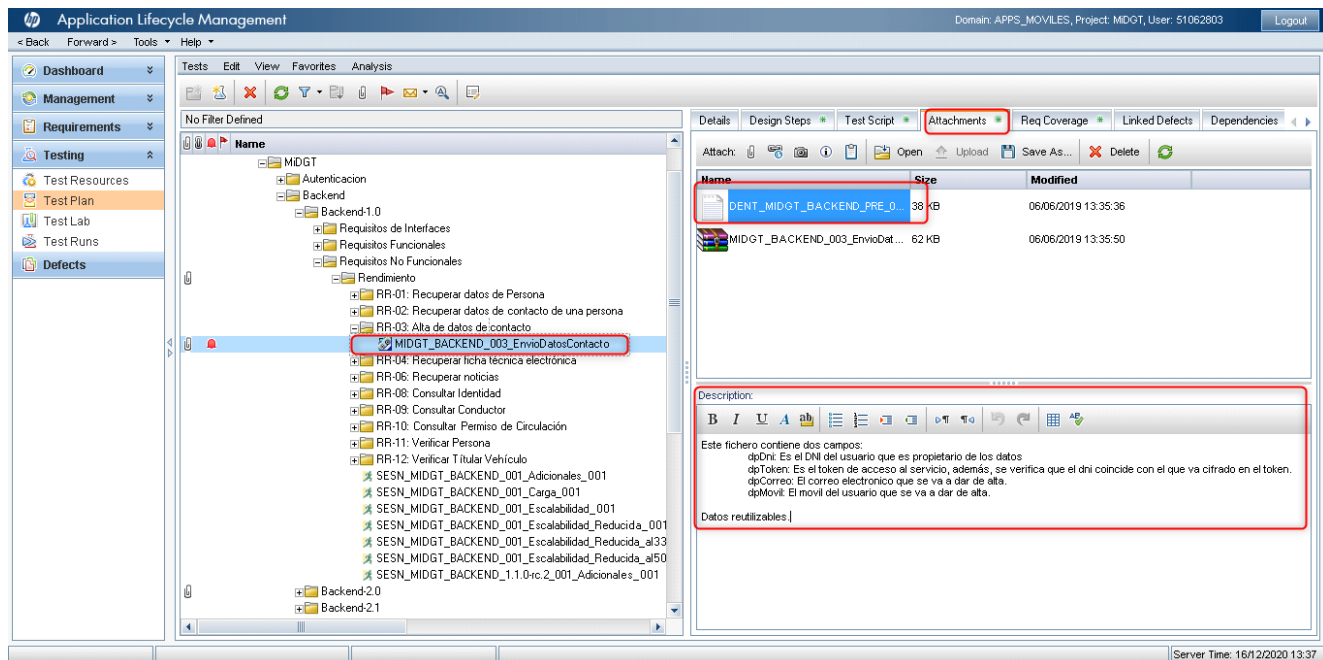 Application Lifecycle Management
Domain: APPS_MOVILES, Project: MiDGT, User: 51062803
Logout
< Back Forward > Tools Help
Dashboard
Management
Requirements
Testing
Test Resources
Test Plan
Test Lab
Test Runs
Defects
Tests Edit View Favorites Analysis
No Filter Defined
Name
MiDGT
Autenticacion
Backend
Backend-1.0
Requisitos de Interfaces
Requisitos Funcionales
Requisitos No Funcionales
Rendimiento
RR-01: Recuperar datos de Persona
RR-02: Recuperar datos de contacto de una persona
RR-03: Alta de datos de contacto
MIDGT_BACKEND_003_EnvioDatosContacto
RR-04: Recuperar ficha técnica electrónica
RR-06: Recuperar noticias
RR-08: Consultar Identidad
RR-09: Consultar Conductor
RR-10: Consultar Permiso de Circulación
RR-11: Verificar Persona
RR-12: Verificar Títular Vehículo
SESN_MIDGT_BACKEND_001_Adicionales_001
SESN_MIDGT_BACKEND_001_Carga_001
SESN_MIDGT_BACKEND_001_Escalabilidad_001
SESN_MIDGT_BACKEND_001_Escalabilidad_Reducida_001
SESN_MIDGT_BACKEND_001_Escalabilidad_Reducida_al33
SESN_MIDGT_BACKEND_001_Escalabilidad_Reducida_al50
SESN_MIDGT_BACKEND_1.1.0-rc.2_001_Adicionales_001
Backend-2.0
Backend-2.1
Details Design Steps * Test Script * Attachments * Req Coverage * Linked Defects Dependencies
Attach: Open Upload Save As... Delete
Name Size Modified
DENT_MIDGT_BACKEND_PRE_0... 38 KB 06/06/2019 13:35:36
MIDGT_BACKEND_003_EnvioDat... 62 KB 06/06/2019 13:35:50
Description:
B I U A ab
Este fichero contiene dos campos:
dpDni: Es el DNI del usuario que es propietario de los datos
dpToken: Es el token de acceso al servicio, además, se verifica que el dni coincide con el que va cifrado en el token.
dpCorreo: El correo electronico que se va a dar de alta.
dpMovil: El movil del usuario que se va a dar de alta.
Datos reutilizables.
Server Time: 16/12/2020 13:37